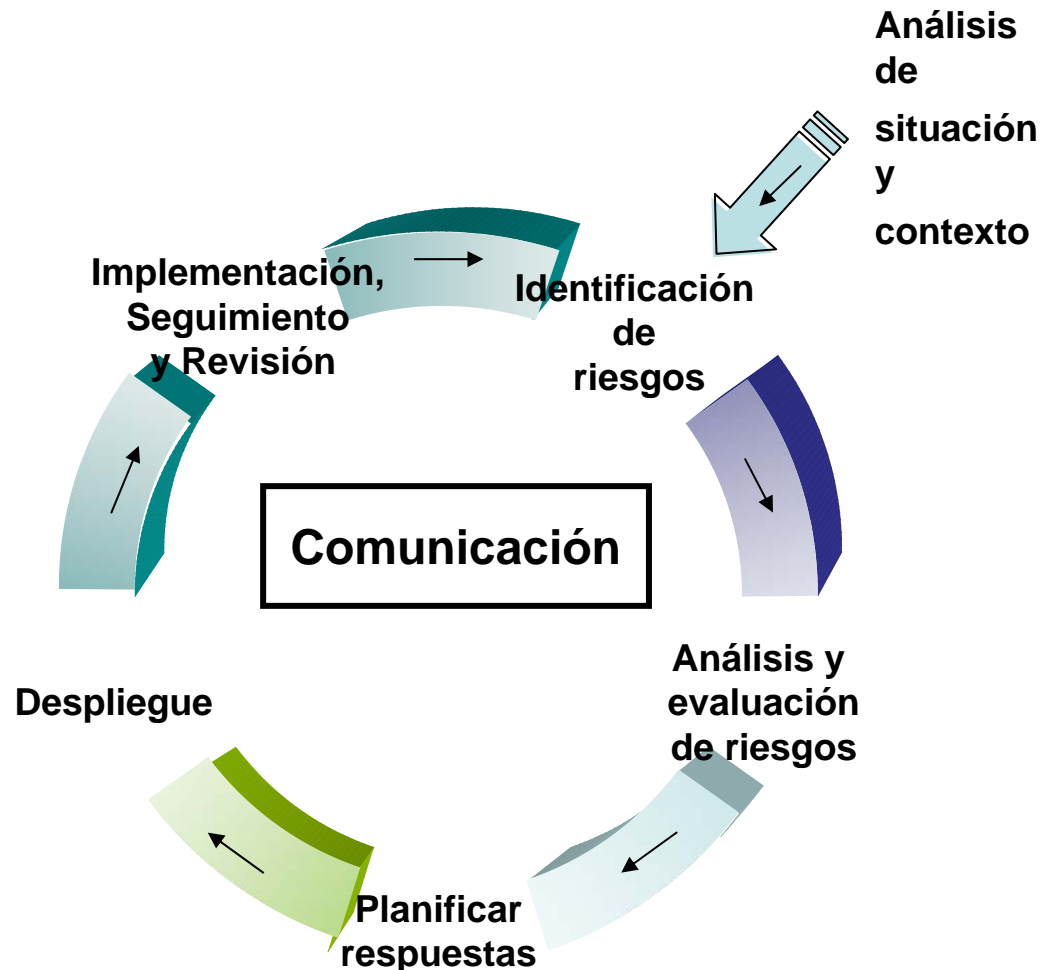 Análisis
de
situación
y
contexto
Implementación,
Seguimiento
y Revisión
Identificación
de
riesgos
Comunicación
Análisis y
evaluación
de riesgos
Despliegue
Planificar
respuestas